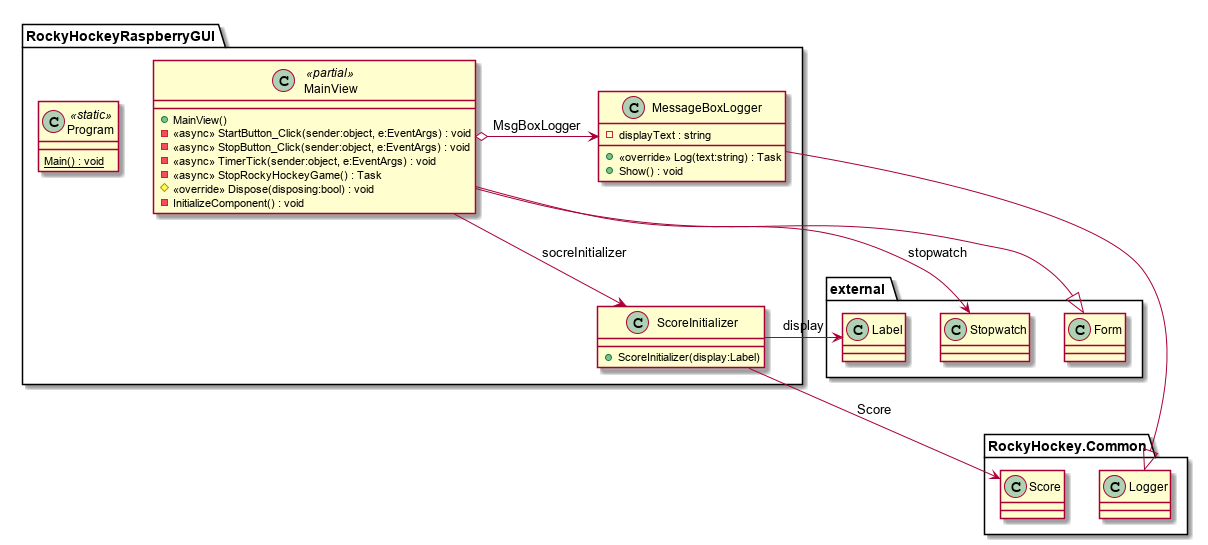 RockyHockeyRaspberryGUI
C
«static»
Program
Main() : void
C
«partial»
MainView
MainView()
«async» StartButton_Click(sender:object, e:EventArgs) : void
«async» StopButton_Click(sender:object, e:EventArgs) : void
«async» TimerTick(sender:object, e:EventArgs) : void
«async» StopRockyHockeyGame() : Task
«override» Dispose(disposing:bool) : void
InitializeComponent() : void
MsgBoxLogger
C MessageBoxLogger
displayText : string
«override» Log(text:string) : Task
Show() : void
socreInitializer
stopwatch
C ScoreInitializer
ScoreInitializer(display:Label)
display
external
C Label
C Stopwatch
C Form
Score
RockyHockey.Common
C Score
C Logger